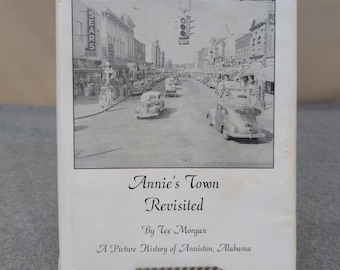 SEARS
Annie's Town
Revisited
By Tee Morgan
A Picture History of Anniston, Alabama